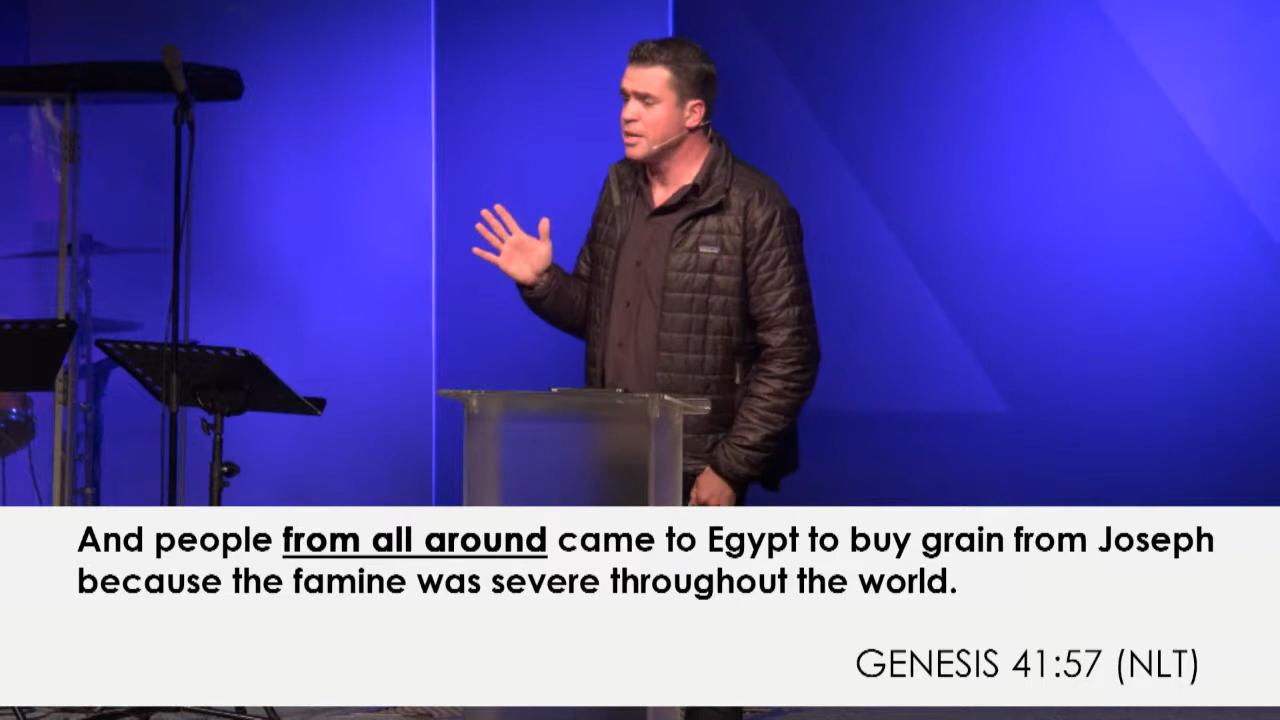 And people from all around came to Egypt to buy grain from Joseph
because the famine was severe throughout the world.
GENESIS 41:57 (NLT)